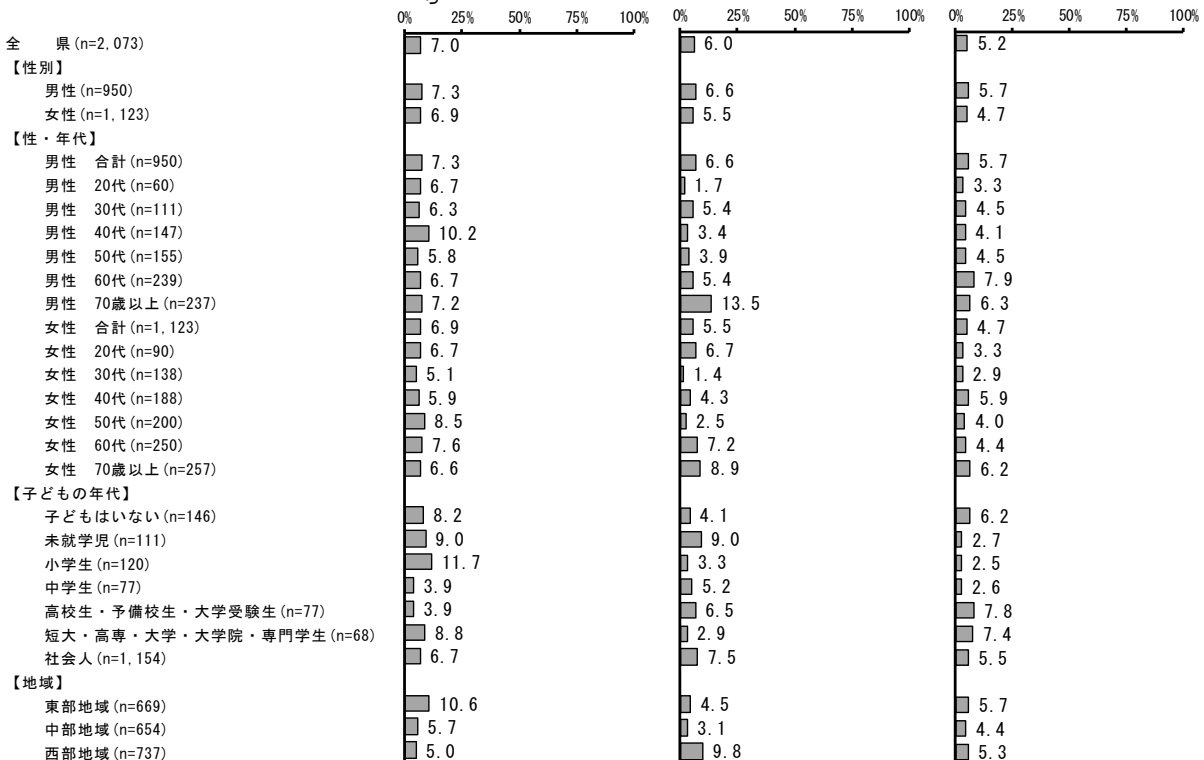 0% 25% 50% 75% 100% 0% 25% 50% 75% 100% 0% 25% 50% 75% 100%
全　　県(n=2,073) 7.0 6.0 5.2
【性別】
男性(n=950) 7.3 6.6 5.7
女性(n=1,123) 6.9 5.5 4.7
【性・年代】
男性　合計(n=950) 7.3 6.6 5.7
男性　20代(n=60) 6.7 1.7 3.3
男性　30代(n=111) 6.3 5.4 4.5
男性　40代(n=147) 10.2 3.4 4.1
男性　50代(n=155) 5.8 3.9 4.5
男性　60代(n=239) 6.7 5.4 7.9
男性　70歳以上(n=237) 7.2 13.5 6.3
女性　合計(n=1,123) 6.9 5.5 4.7
女性　20代(n=90) 6.7 6.7 3.3
女性　30代(n=138) 5.1 1.4 2.9
女性　40代(n=188) 5.9 4.3 5.9
女性　50代(n=200) 8.5 2.5 4.0
女性　60代(n=250) 7.6 7.2 4.4
女性　70歳以上(n=257) 6.6 8.9 6.2
【子どもの年代】
子どもはいない(n=146) 8.2 4.1 6.2
未就学児(n=111) 9.0 9.0 2.7
小学生(n=120) 11.7 3.3 2.5
中学生(n=77) 3.9 5.2 2.6
高校生・予備校生・大学受験生(n=77) 3.9 6.5 7.8
短大・高専・大学・大学院・専門学生(n=68) 8.8 2.9 7.4
社会人(n=1,154) 6.7 7.5 5.5
【地域】
東部地域(n=669) 10.6 4.5 5.7
中部地域(n=654) 5.7 3.1 4.4
西部地域(n=737) 5.0 9.8 5.3